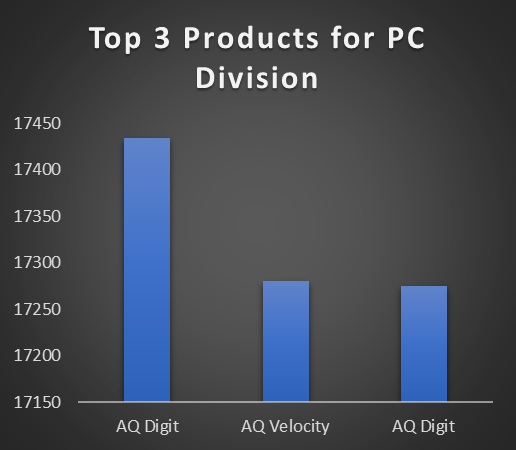 Top 3 Products for PC
Division
17450
17400
17350
17300
17250
17200
17150
AQ Digit
AQ Velocity
AQ Digit